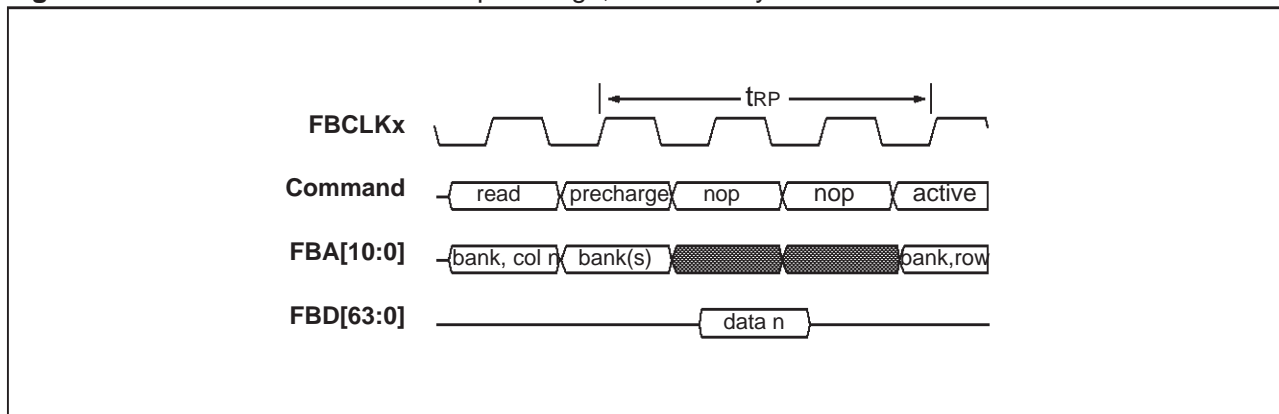 tRP
FBCLKx
Command read precharge nop nop active
FBA[10:0] bank, col n bank(s) bank,row
FBD[63:0] data n